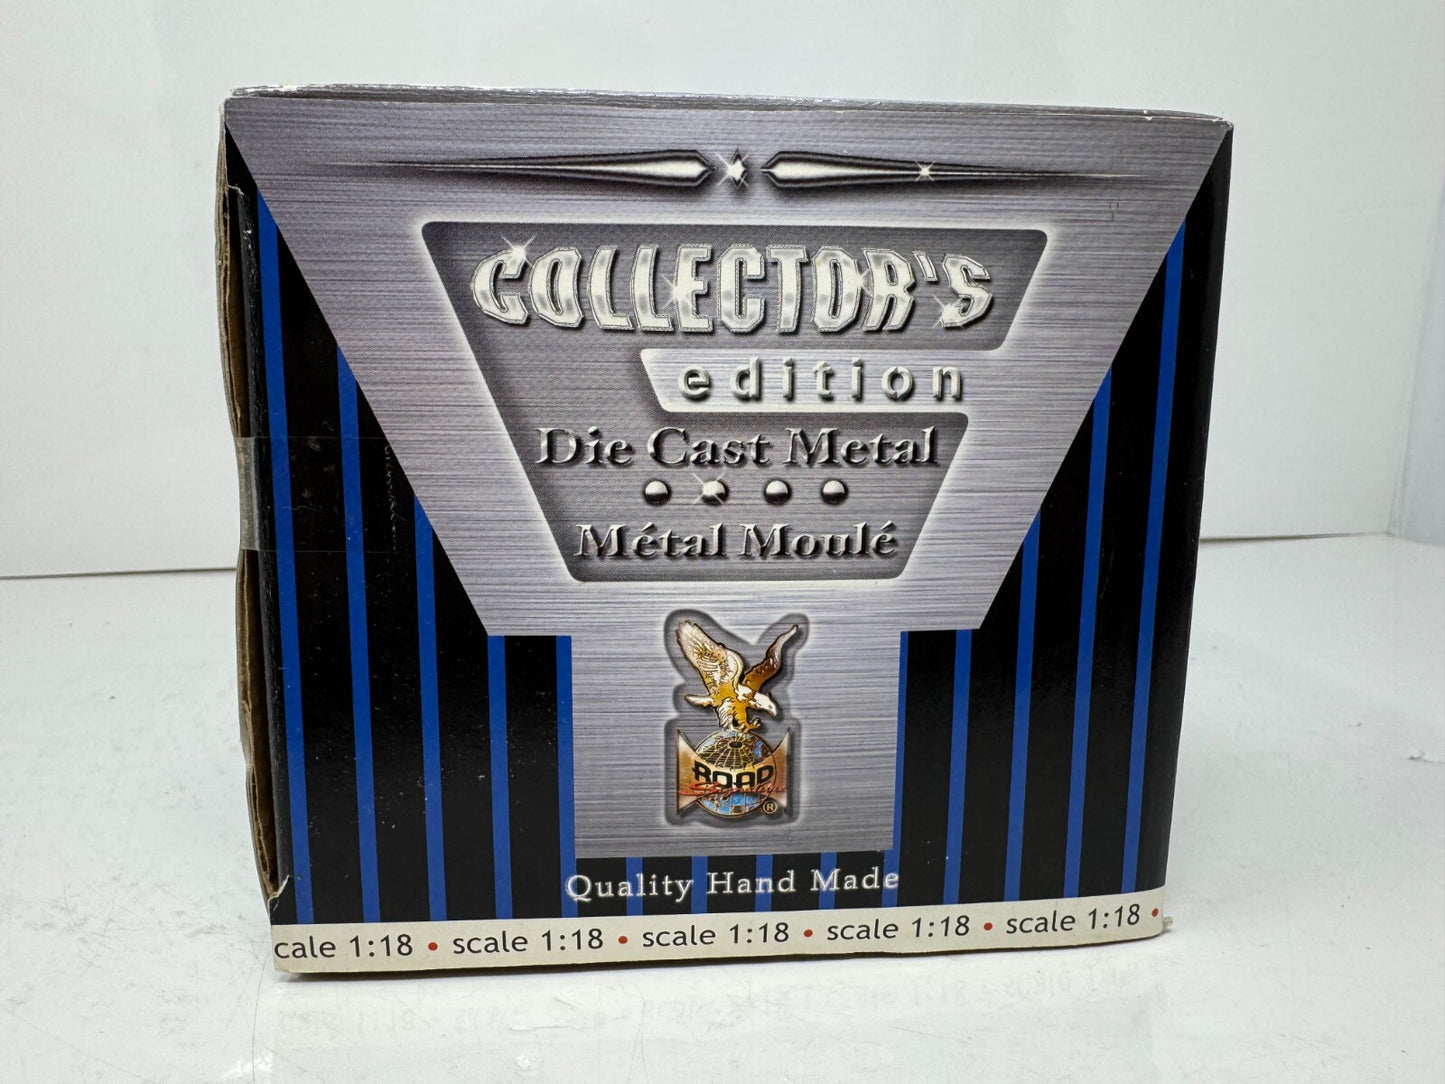 COLLECTOR'S
edition
Die Cast Metal
Métal Moulé
ROAD
Signature
®
Quality Hand Made
cale 1:18 • scale 1:18 • scale 1:18 • scale 1:18 • scale 1:18 •